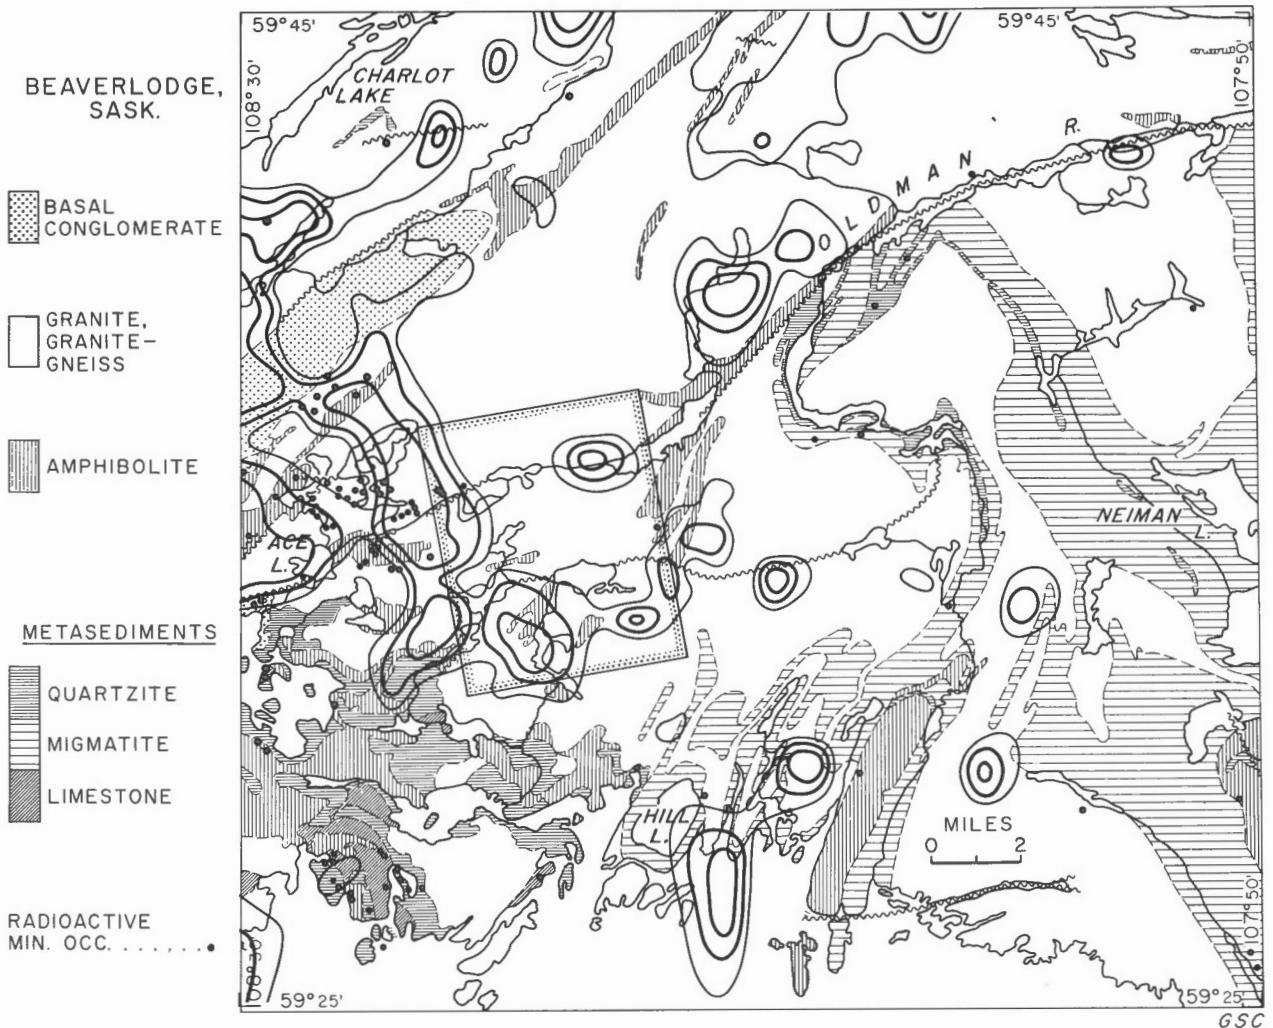 BEAVERLODGE,
SASK.
BASAL
CONGLOMERATE
GRANITE,
GRANITE-
GNEISS
AMPHIBOLITE
METASEDIMENTS
QUARTZITE
MIGMATITE
LIMESTONE
RADIOACTIVE
MIN. OCC. . . . . . .
59°45'
59°45'
108°30'
107°50'
CHARLOT
LAKE
OLDMAN R.
ACE
L.
NEIMAN
L.
HILL
L.
MILES
0 2
108°30'
107°50'
59°25'
59°25'
GSC